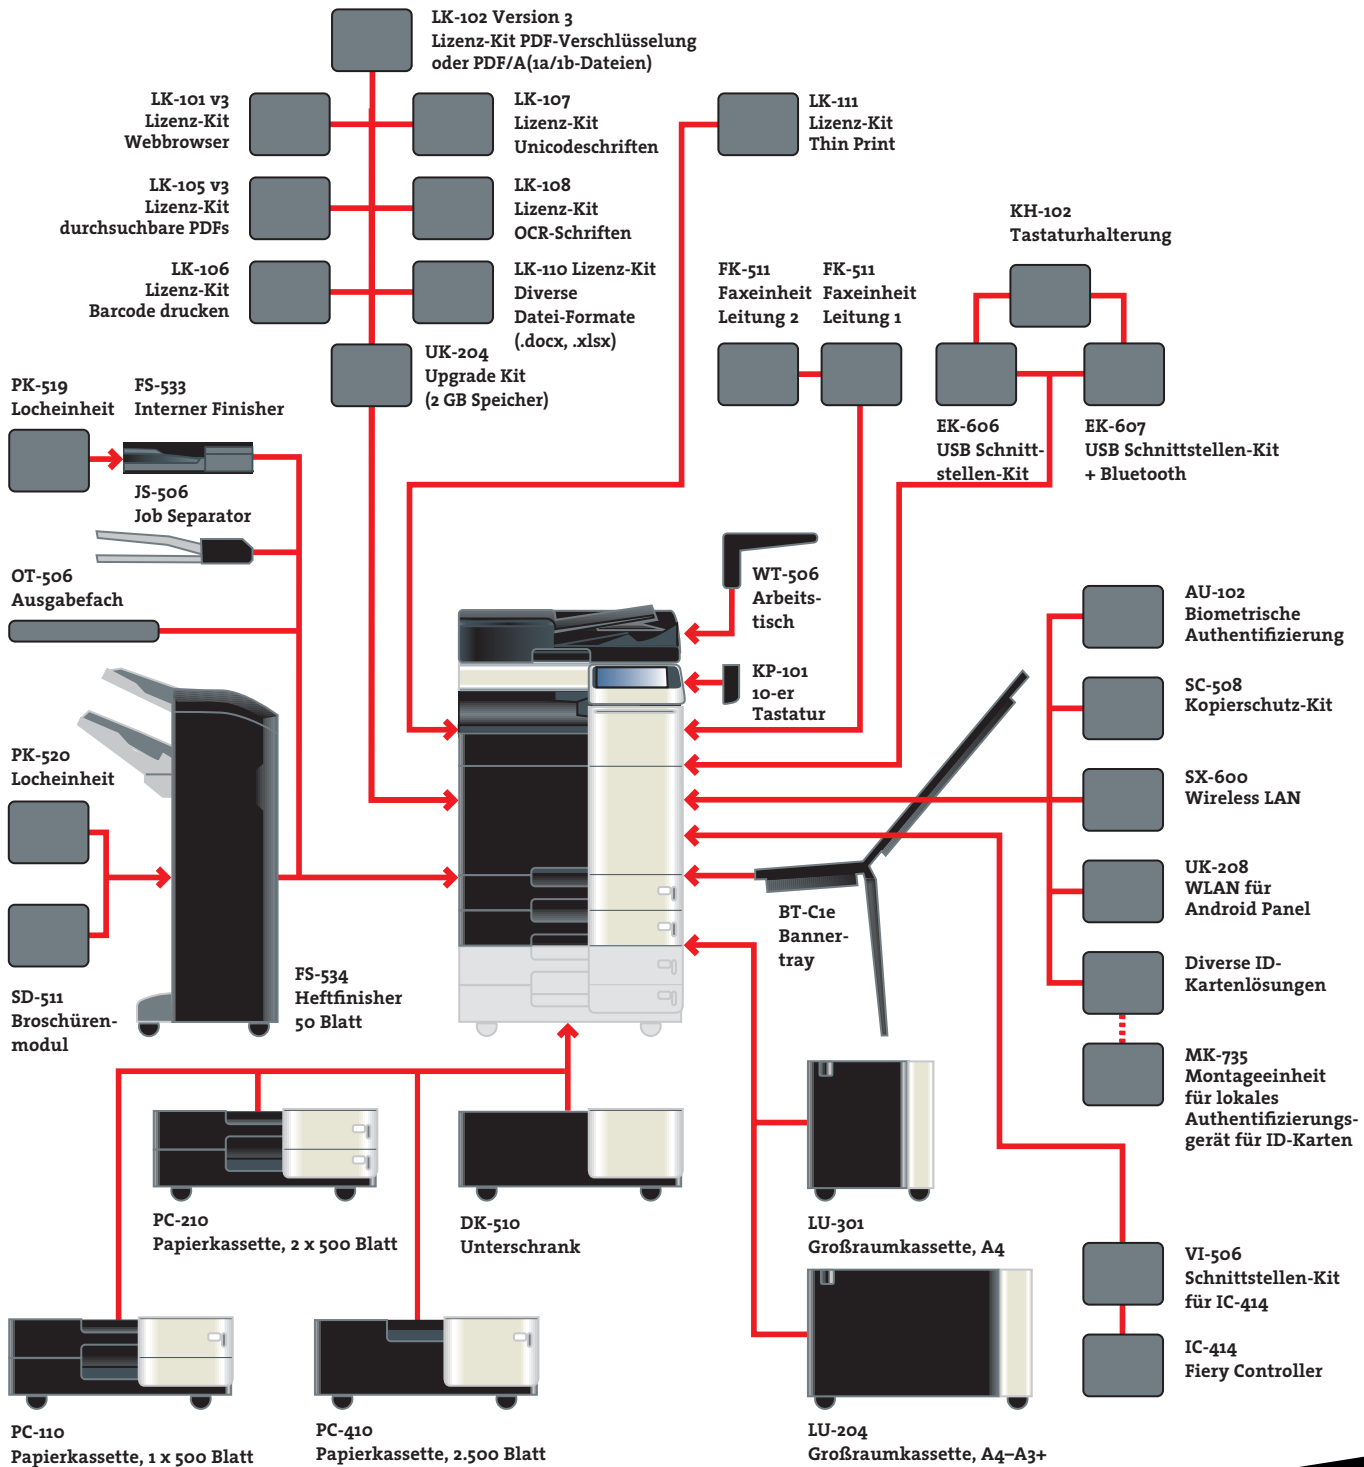 LK-102 Version 3
Lizenz-Kit PDF-Verschlüsselung
oder PDF/A(1a/1b-Dateien)
LK-101 v3
Lizenz-Kit
Webbrowser
LK-107
Lizenz-Kit
Unicodeschriften
LK-111
Lizenz-Kit
Thin Print
LK-105 v3
Lizenz-Kit
durchsuchbare PDFs
LK-108
Lizenz-Kit
OCR-Schriften
KH-102
Tastaturhalterung
LK-106
Lizenz-Kit
Barcode drucken
LK-110 Lizenz-Kit
Diverse
Datei-Formate
(.docx, .xlsx)
FK-511
Faxeinheit
Leitung 2
FK-511
Faxeinheit
Leitung 1
UK-204
Upgrade Kit
(2 GB Speicher)
PK-519
Locheinheit
FS-533
Interner Finisher
EK-606
USB Schnitt-
stellen-Kit
EK-607
USB Schnittstellen-Kit
+ Bluetooth
JS-506
Job Separator
OT-506
Ausgabefach
WT-506
Arbeits-
tisch
AU-102
Biometrische
Authentifizierung
KP-101
10-er
Tastatur
SC-508
Kopierschutz-Kit
PK-520
Locheinheit
SX-600
Wireless LAN
UK-208
WLAN für
Android Panel
BT-C1e
Banner-
tray
Diverse ID-
Kartenlösungen
SD-511
Broschüren-
modul
FS-534
Heftfinisher
50 Blatt
MK-735
Montageeinheit
für lokales
Authentifizierungs-
gerät für ID-Karten
PC-210
Papierkassette, 2 x 500 Blatt
DK-510
Unterschrank
LU-301
Großraumkassette, A4
VI-506
Schnittstellen-Kit
für IC-414
IC-414
Fiery Controller
PC-110
Papierkassette, 1 x 500 Blatt
PC-410
Papierkassette, 2.500 Blatt
LU-204
Großraumkassette, A4–A3+